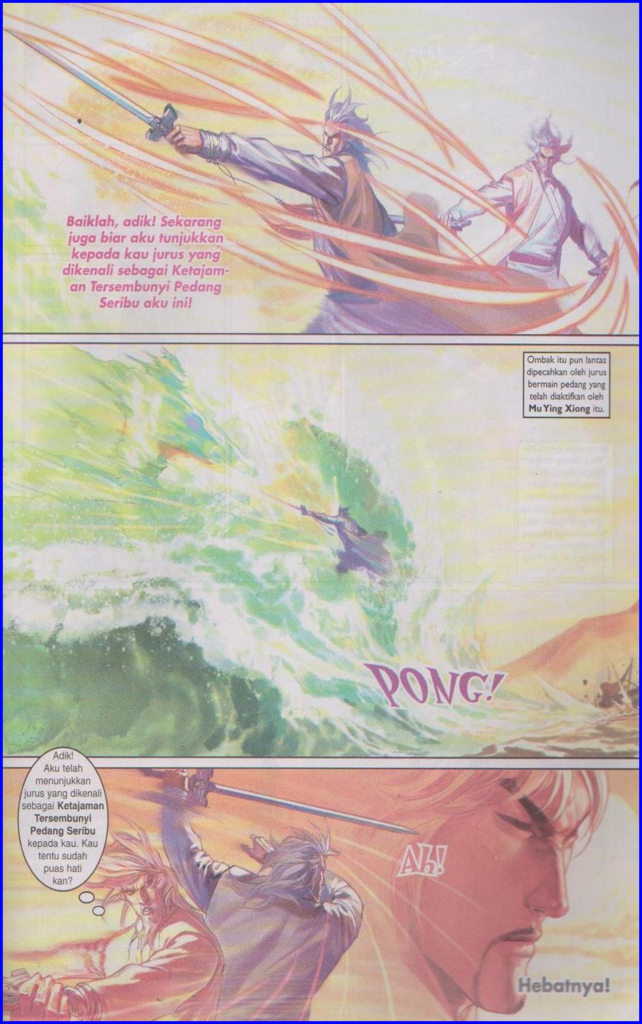 Baiklah, adik! Sekarang
juga biar aku tunjukkan
kepada kau jurus yang
dikenali sebagai Ketajam-
an Tersembunyi Pedang
Seribu aku ini!
Ombak itu pun lantas
dipecahkan oleh jurus
bermain pedang yang
telah diaktifkan oleh
Mu Ying Xiong itu.
PONG!
Adik!
Aku telah
menunjukkan
jurus yang dikenali
sebagai Ketajaman
Tersembunyi
Pedang Seribu
kepada kau. Kau
tentu sudah
puas hati
kan?
Ah!
Hebatnya!